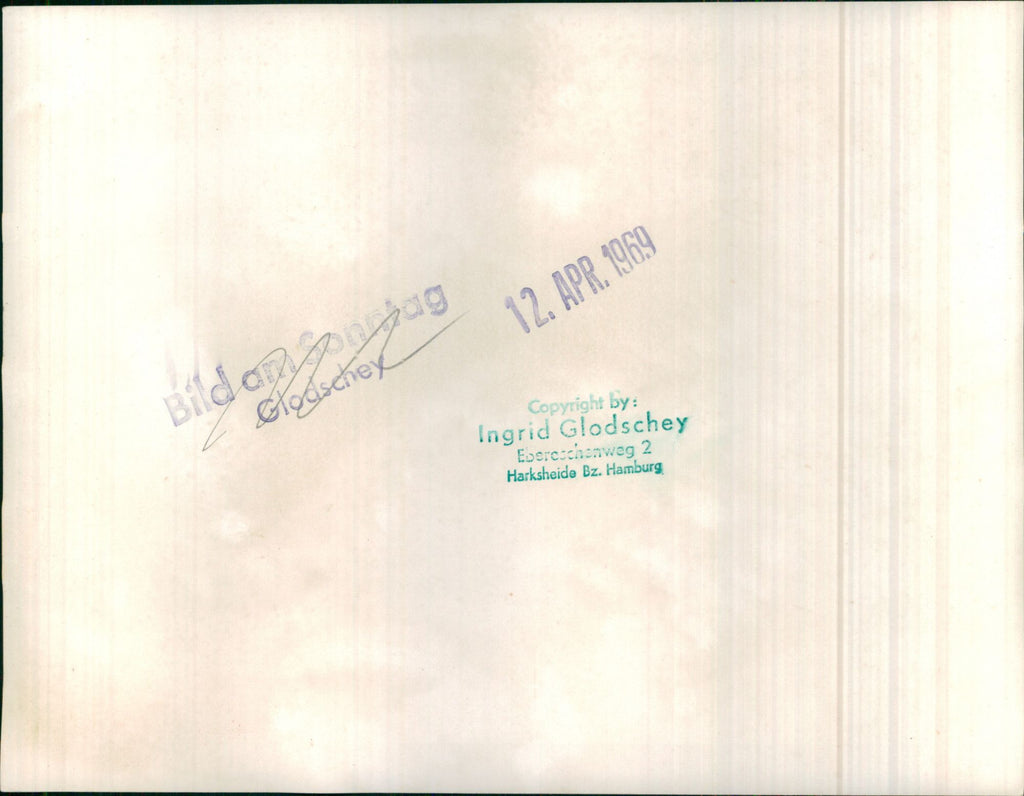 12. APR. 1969
Bild am Sonntag
Glodschey
Copyright by:
Ingrid Glodschey
Ebereschenweg 2
Harksheide Bz. Hamburg